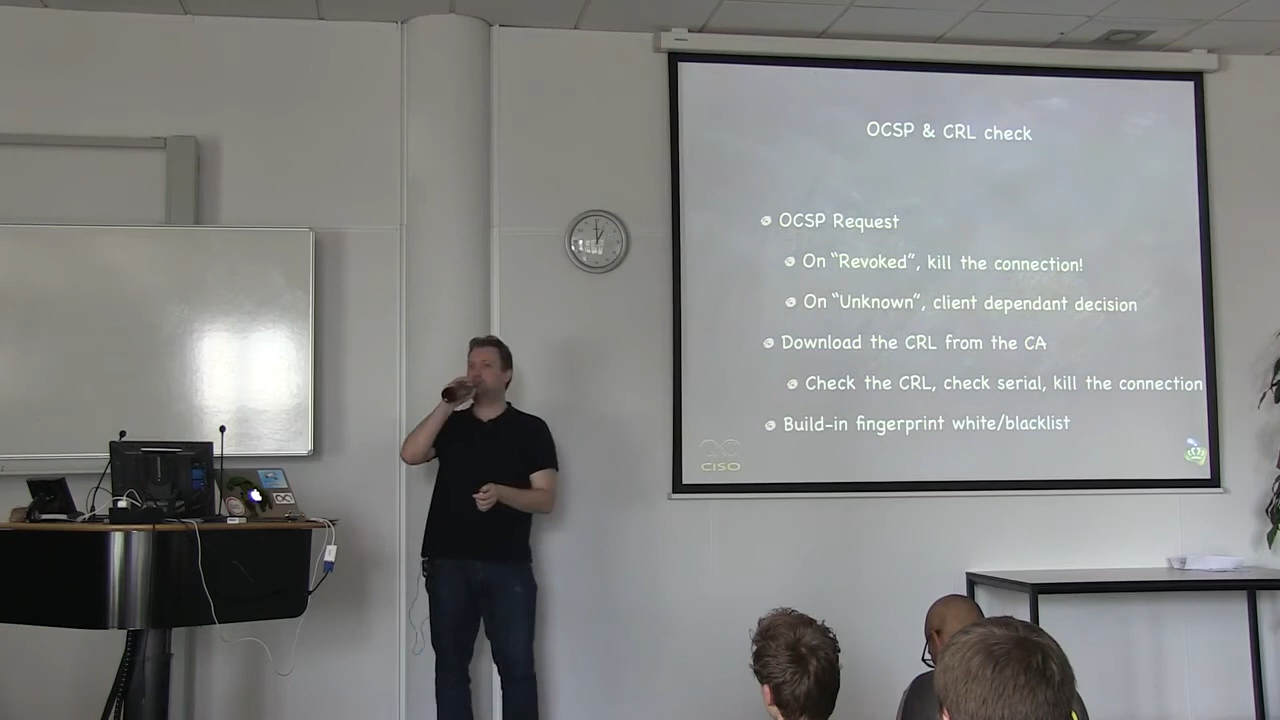 OCSP & CRL check
OCSP Request
On “Revoked”, kill the connection!
On “Unknown”, client dependant decision
Download the CRL from the CA
Check the CRL, check serial, kill the connection
Build-in fingerprint white/blacklist
CISO